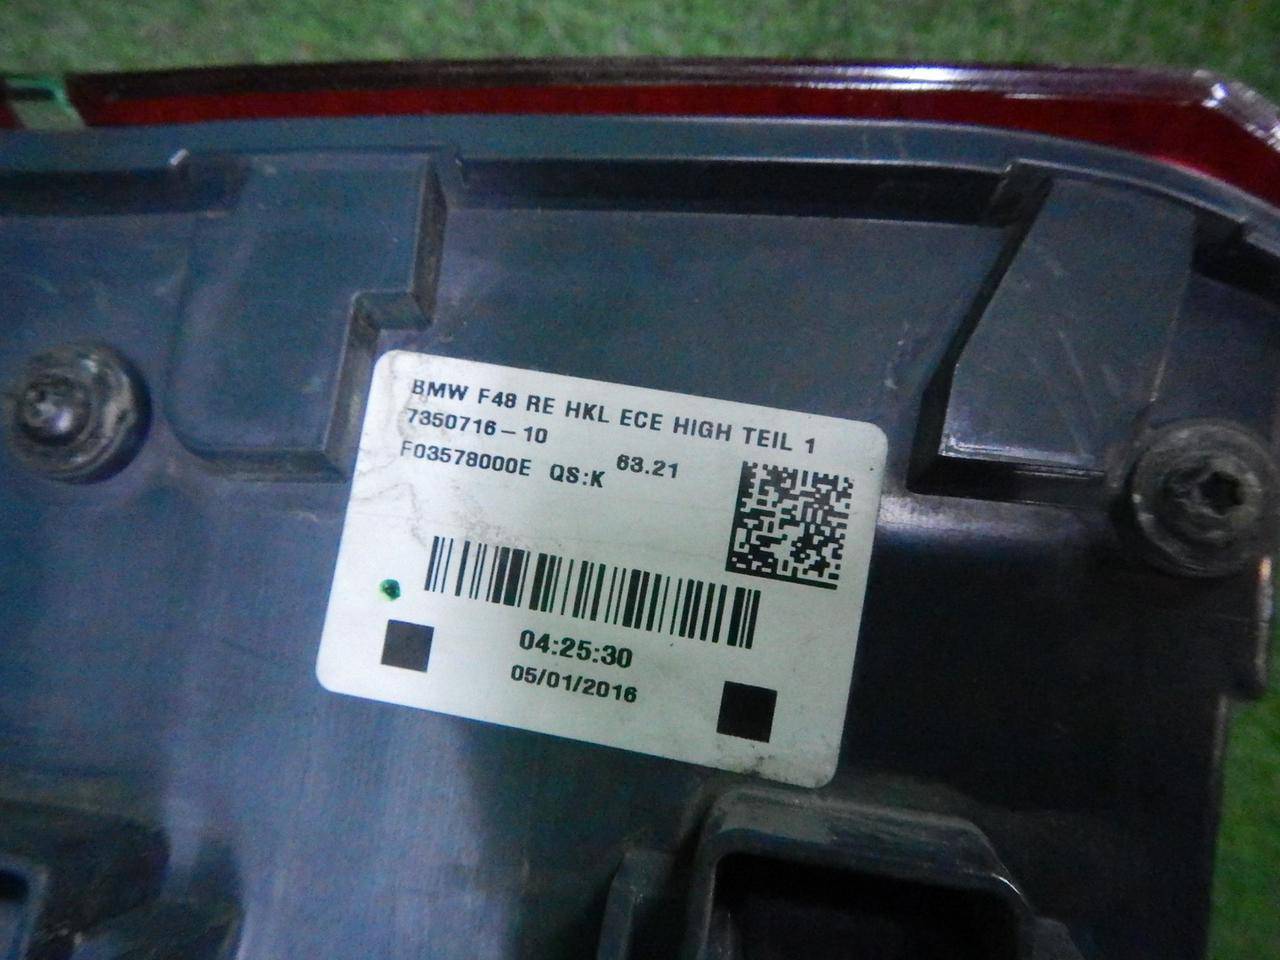 BMW F48 RE HKL ECE HIGH TEIL 1
7350716-10
F03578000E QS:K 63.21
04:25:30
05/01/2016